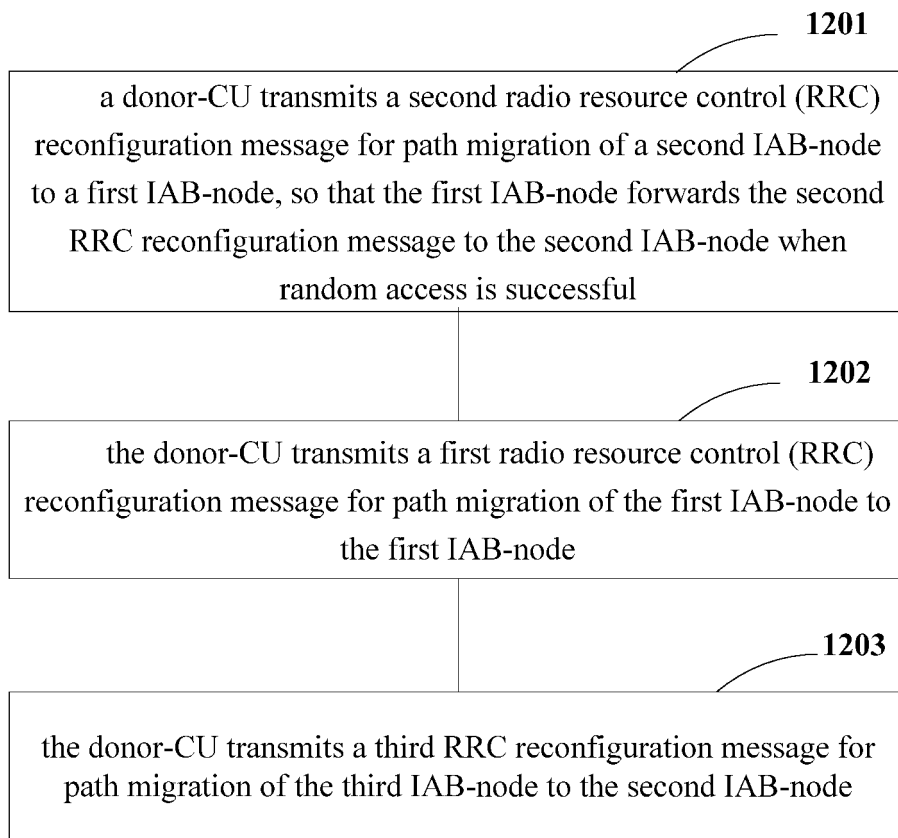 1201
a donor-CU transmits a second radio resource control (RRC)
reconfiguration message for path migration of a second IAB-node
to a first IAB-node, so that the first IAB-node forwards the second
RRC reconfiguration message to the second IAB-node when
random access is successful
1202
the donor-CU transmits a first radio resource control (RRC)
reconfiguration message for path migration of the first IAB-node to
the first IAB-node
1203
the donor-CU transmits a third RRC reconfiguration message for
path migration of the third IAB-node to the second IAB-node